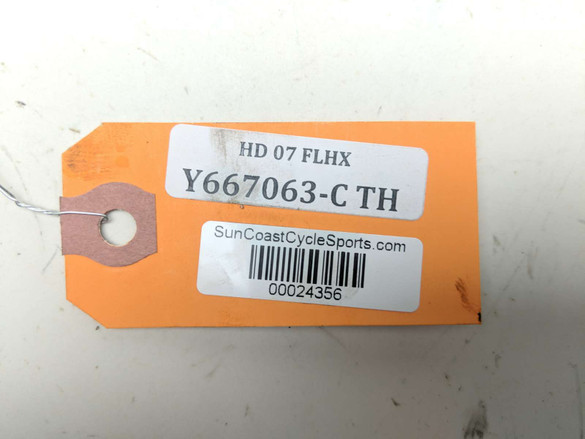 HD 07 FLHX
Y667063-C TH
SunCoastCycleSports.com
00024356